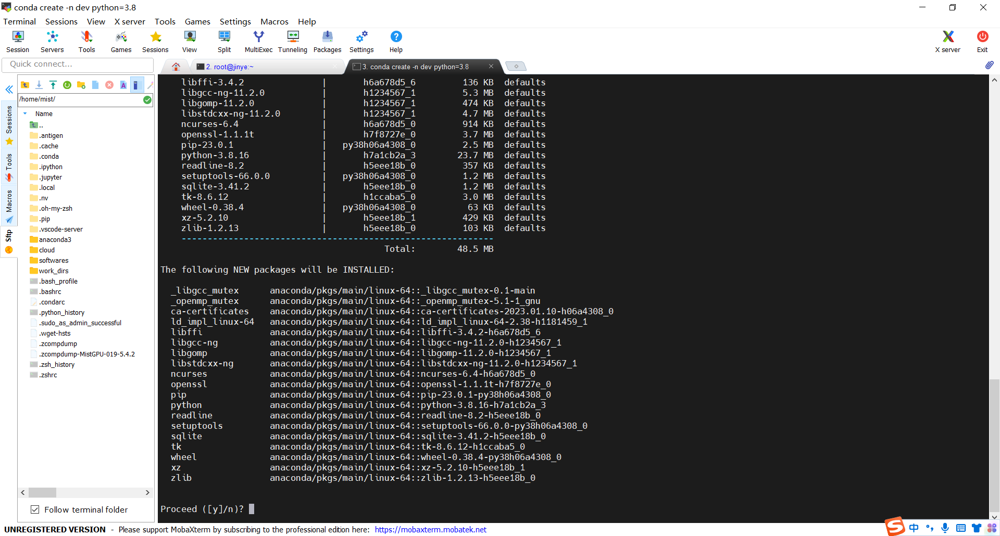 conda create -n dev python=3.8
Terminal Sessions View X server Tools Games Settings Macros Help
Session Servers Tools Games Sessions View Split MultiExec Tunneling Packages Settings Help X server Exit
Quick connect...
2. root@jinye:~
3. conda create -n dev python=3.8
/home/mist/
Name
..
.antigen
.cache
.conda
.ipython
.jupyter
.local
.nv
.oh-my-zsh
.pip
.vscode-server
anaconda3
cloud
softwares
work_dirs
.bash_profile
.bashrc
.condarc
.python_history
.sudo_as_admin_successful
.wget-hsts
.zcompdump
.zcompdump-MistGPU-019-5.4.2
.zsh_history
.zshrc
Sessions
Tools
Macros
Sftp
Follow terminal folder
libffi-3.4.2 | h6a678d5_6 136 KB defaults
libgcc-ng-11.2.0 | h1234567_1 5.3 MB defaults
libgomp-11.2.0 | h1234567_1 474 KB defaults
libstdcxx-ng-11.2.0 | h1234567_1 4.7 MB defaults
ncurses-6.4 | h6a678d5_0 914 KB defaults
openssl-1.1.1t | h7f8727e_0 3.7 MB defaults
pip-23.0.1 | py38h06a4308_0 2.5 MB defaults
python-3.8.16 | h7a1cb2a_3 23.7 MB defaults
readline-8.2 | h5eee18b_0 357 KB defaults
setuptools-66.0.0 | py38h06a4308_0 1.2 MB defaults
sqlite-3.41.2 | h5eee18b_0 1.2 MB defaults
tk-8.6.12 | h1ccaba5_0 3.0 MB defaults
wheel-0.38.4 | py38h06a4308_0 63 KB defaults
xz-5.2.10 | h5eee18b_1 429 KB defaults
zlib-1.2.13 | h5eee18b_0 103 KB defaults
------------------------------------------------------------
Total: 48.5 MB
The following NEW packages will be INSTALLED:
_libgcc_mutex anaconda/pkgs/main/linux-64::_libgcc_mutex-0.1-main
_openmp_mutex anaconda/pkgs/main/linux-64::_openmp_mutex-5.1-1_gnu
ca-certificates anaconda/pkgs/main/linux-64::ca-certificates-2023.01.10-h06a4308_0
ld_impl_linux-64 anaconda/pkgs/main/linux-64::ld_impl_linux-64-2.38-h1181459_1
libffi anaconda/pkgs/main/linux-64::libffi-3.4.2-h6a678d5_6
libgcc-ng anaconda/pkgs/main/linux-64::libgcc-ng-11.2.0-h1234567_1
libgomp anaconda/pkgs/main/linux-64::libgomp-11.2.0-h1234567_1
libstdcxx-ng anaconda/pkgs/main/linux-64::libstdcxx-ng-11.2.0-h1234567_1
ncurses anaconda/pkgs/main/linux-64::ncurses-6.4-h6a678d5_0
openssl anaconda/pkgs/main/linux-64::openssl-1.1.1t-h7f8727e_0
pip anaconda/pkgs/main/linux-64::pip-23.0.1-py38h06a4308_0
python anaconda/pkgs/main/linux-64::python-3.8.16-h7a1cb2a_3
readline anaconda/pkgs/main/linux-64::readline-8.2-h5eee18b_0
setuptools anaconda/pkgs/main/linux-64::setuptools-66.0.0-py38h06a4308_0
sqlite anaconda/pkgs/main/linux-64::sqlite-3.41.2-h5eee18b_0
tk anaconda/pkgs/main/linux-64::tk-8.6.12-h1ccaba5_0
wheel anaconda/pkgs/main/linux-64::wheel-0.38.4-py38h06a4308_0
xz anaconda/pkgs/main/linux-64::xz-5.2.10-h5eee18b_1
zlib anaconda/pkgs/main/linux-64::zlib-1.2.13-h5eee18b_0
Proceed ([y]/n)?
UNREGISTERED VERSION - Please support MobaXterm by subscribing to the professional edition here: https://mobaxterm.mobatek.net
S 中